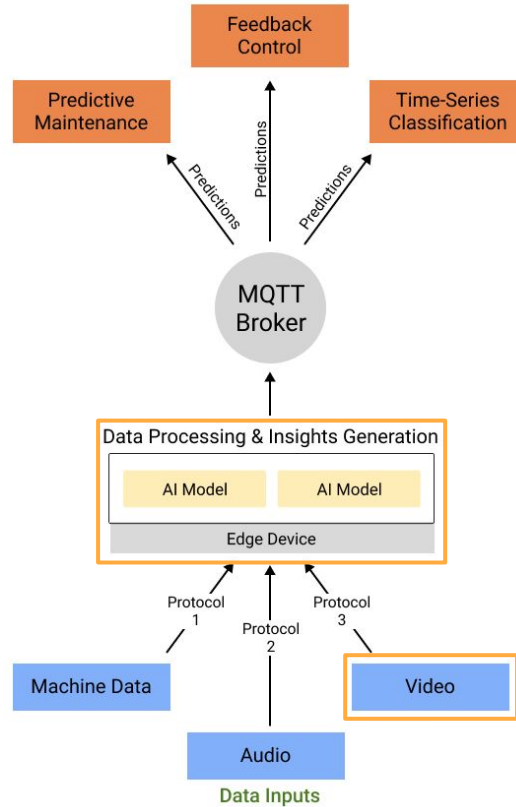 Feedback
Control
Predictive
Maintenance
Time-Series
Classification
Predictions
Predictions
Predictions
MQTT
Broker
Data Processing & Insights Generation
AI Model
AI Model
Edge Device
Protocol
1
Protocol
2
Protocol
3
Machine Data
Video
Audio
Data Inputs